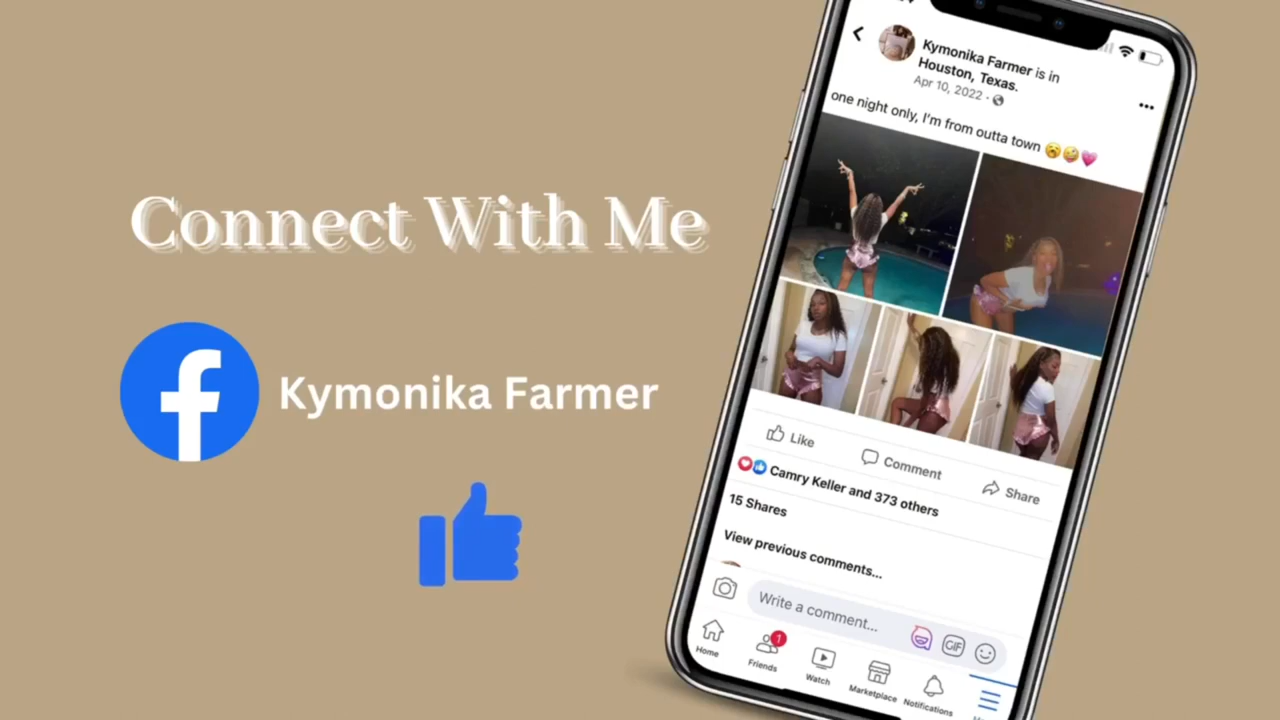 Connect With Me
Kymonika Farmer
Kymonika Farmer is in
Houston, Texas.
Apr 10, 2022 ·
one night only, I'm from outta town 😵🤪💗
Like
Comment
Share
Camry Keller and 373 others
15 Shares
View previous comments...
Write a comment...
GIF
1
Home
Friends
Watch
Marketplace
Notifications